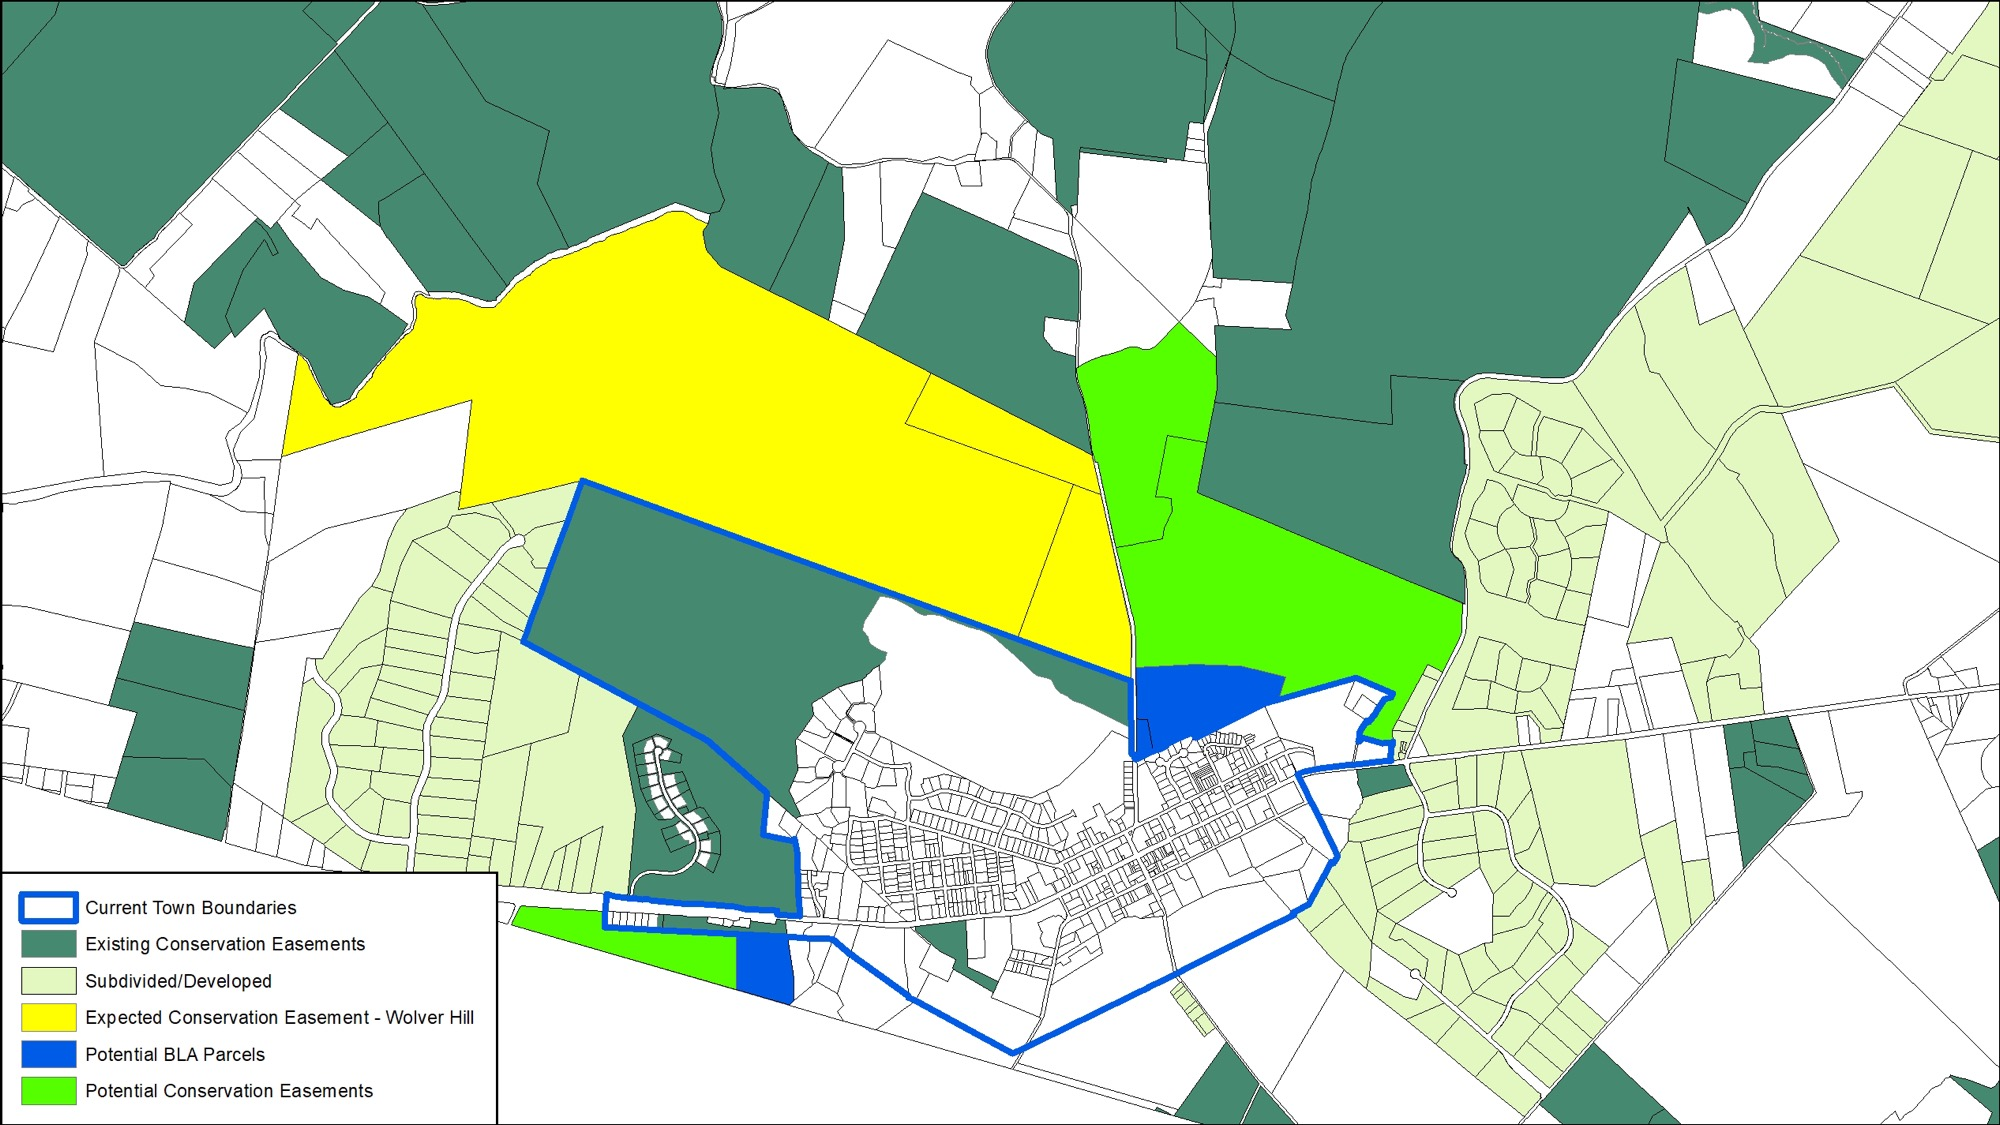 Current Town Boundaries
Existing Conservation Easements
Subdivided/Developed
Expected Conservation Easement - Wolver Hill
Potential BLA Parcels
Potential Conservation Easements